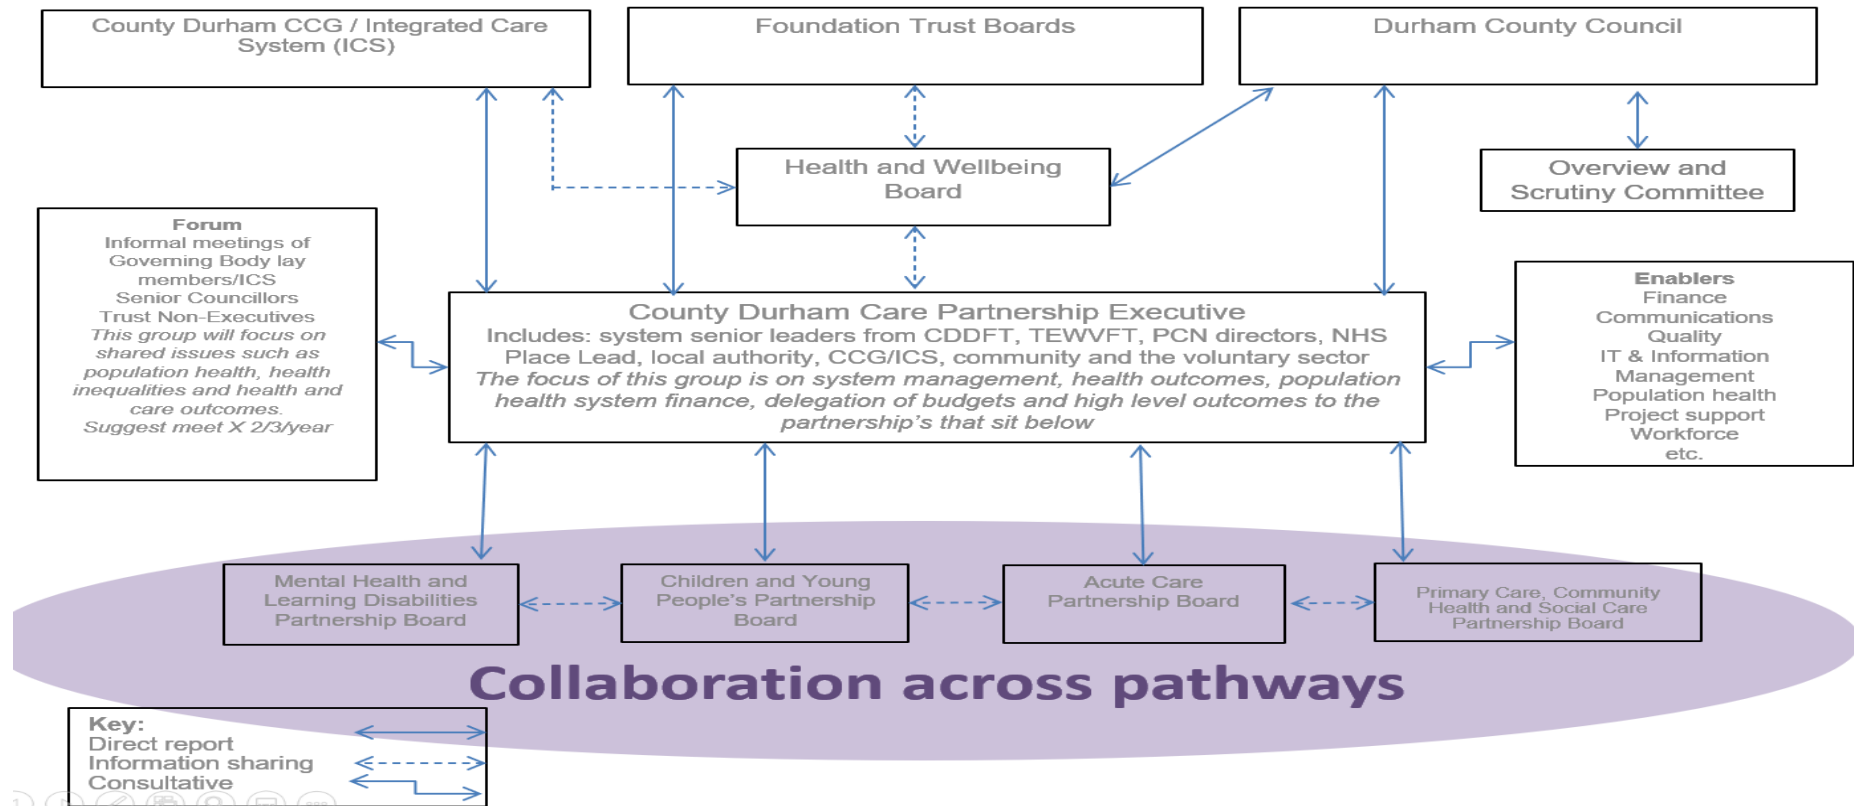 County Durham CCG / Integrated Care
System (ICS)
Foundation Trust Boards
Durham County Council
Health and Wellbeing
Board
Overview and
Scrutiny Committee
Forum
Informal meetings of
Governing Body lay
members/ICS
Senior Councillors
Trust Non-Executives
This group will focus on
shared issues such as
population health, health
inequalities and health and
care outcomes.
Suggest meet X 2/3/year
County Durham Care Partnership Executive
Includes: system senior leaders from CDDFT, TEWVFT, PCN directors, NHS
Place Lead, local authority, CCG/ICS, community and the voluntary sector
The focus of this group is on system management, health outcomes, population
health system finance, delegation of budgets and high level outcomes to the
partnership's that sit below
Enablers
Finance
Communications
Quality
IT & Information
Management
Population health
Project support
Workforce
etc.
Mental Health and
Learning Disabilities
Partnership Board
Children and Young
People's Partnership
Board
Acute Care
Partnership Board
Primary Care, Community
Health and Social Care
Partnership Board
Collaboration across pathways
Key:
Direct report
Information sharing
Consultative